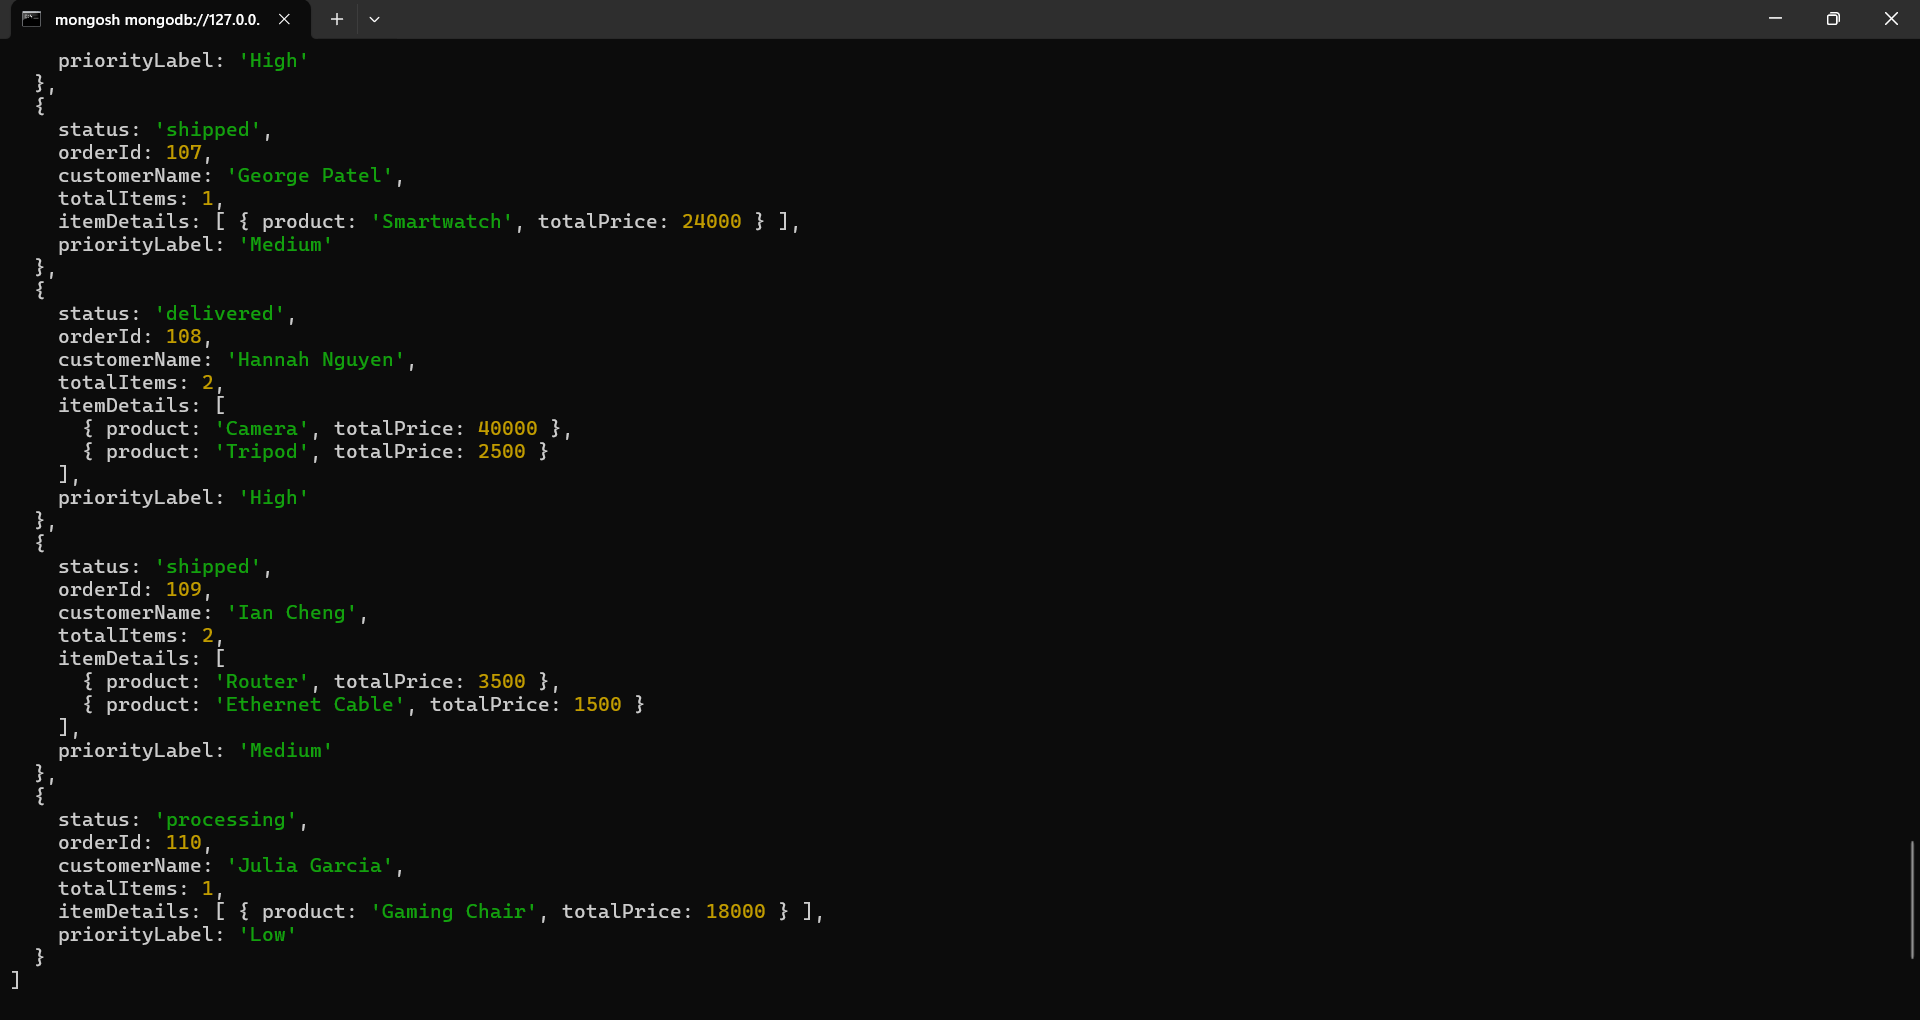 mongosh mongodb://127.0.0.
    priorityLabel: 'High'
  },
  {
    status: 'shipped',
    orderId: 107,
    customerName: 'George Patel',
    totalItems: 1,
    itemDetails: [ { product: 'Smartwatch', totalPrice: 24000 } ],
    priorityLabel: 'Medium'
  },
  {
    status: 'delivered',
    orderId: 108,
    customerName: 'Hannah Nguyen',
    totalItems: 2,
    itemDetails: [
      { product: 'Camera', totalPrice: 40000 },
      { product: 'Tripod', totalPrice: 2500 }
    ],
    priorityLabel: 'High'
  },
  {
    status: 'shipped',
    orderId: 109,
    customerName: 'Ian Cheng',
    totalItems: 2,
    itemDetails: [
      { product: 'Router', totalPrice: 3500 },
      { product: 'Ethernet Cable', totalPrice: 1500 }
    ],
    priorityLabel: 'Medium'
  },
  {
    status: 'processing',
    orderId: 110,
    customerName: 'Julia Garcia',
    totalItems: 1,
    itemDetails: [ { product: 'Gaming Chair', totalPrice: 18000 } ],
    priorityLabel: 'Low'
  }
]